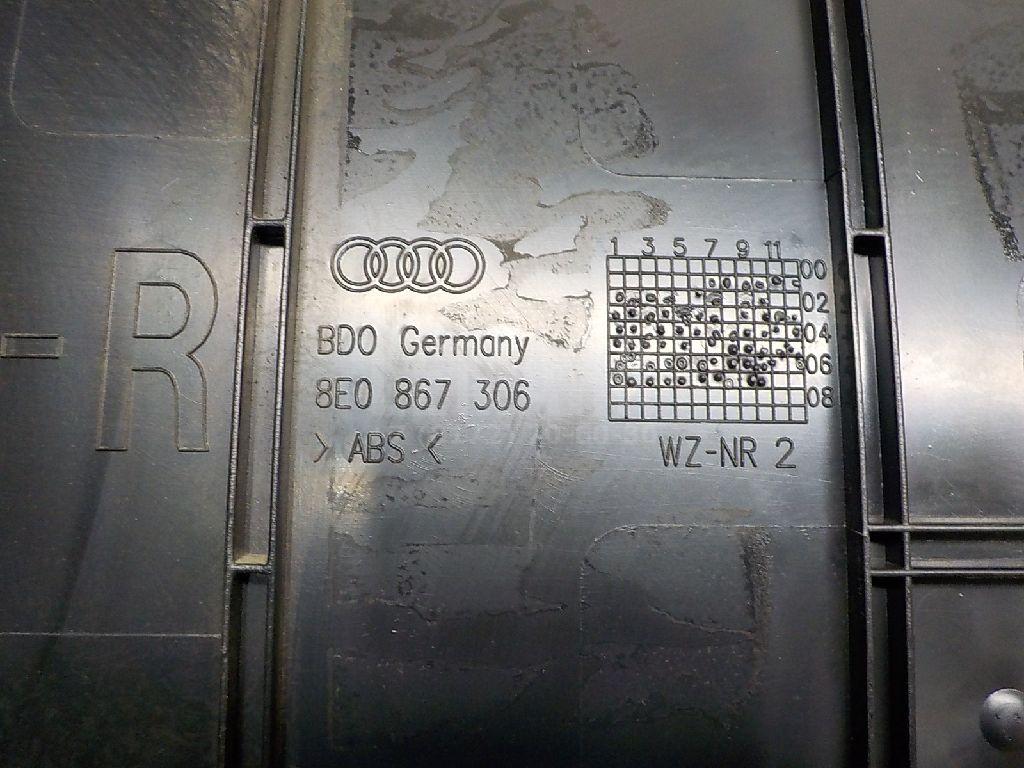 -R
BDO Germany
8E0 867 306
> ABS <
1 3 5 7 9 11
00
02
04
06
08
WZ-NR 2